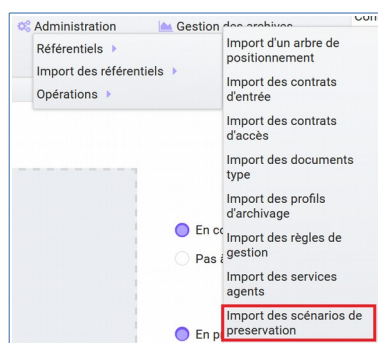 Administration
Gestion des archives
Référentiels
Import des référentiels
Opérations
Import d'un arbre de
positionnement
Import des contrats
d'entrée
Import des contrats
d'accès
Import des documents
type
Import des profils
d'archivage
Import des règles de
gestion
Import des services
agents
Import des scénarios de
preservation
En
Pas
En